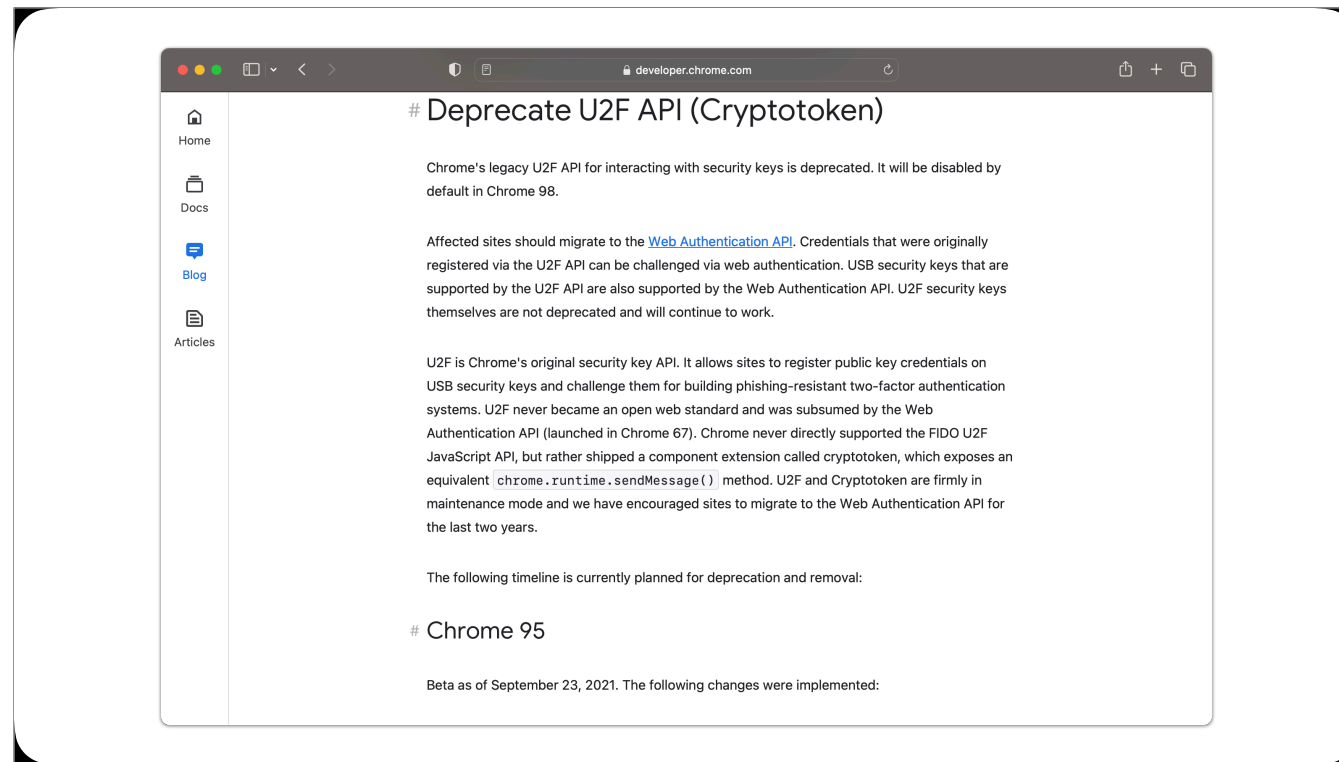 developer.chrome.com
Home
Docs
Blog
Articles
# Deprecate U2F API (Cryptotoken)
Chrome's legacy U2F API for interacting with security keys is deprecated. It will be disabled by
default in Chrome 98.
Affected sites should migrate to the Web Authentication API. Credentials that were originally
registered via the U2F API can be challenged via web authentication. USB security keys that are
supported by the U2F API are also supported by the Web Authentication API. U2F security keys
themselves are not deprecated and will continue to work.
U2F is Chrome's original security key API. It allows sites to register public key credentials on
USB security keys and challenge them for building phishing-resistant two-factor authentication
systems. U2F never became an open web standard and was subsumed by the Web
Authentication API (launched in Chrome 67). Chrome never directly supported the FIDO U2F
JavaScript API, but rather shipped a component extension called cryptotoken, which exposes an
equivalent chrome.runtime.sendMessage() method. U2F and Cryptotoken are firmly in
maintenance mode and we have encouraged sites to migrate to the Web Authentication API for
the last two years.
The following timeline is currently planned for deprecation and removal:
# Chrome 95
Beta as of September 23, 2021. The following changes were implemented: